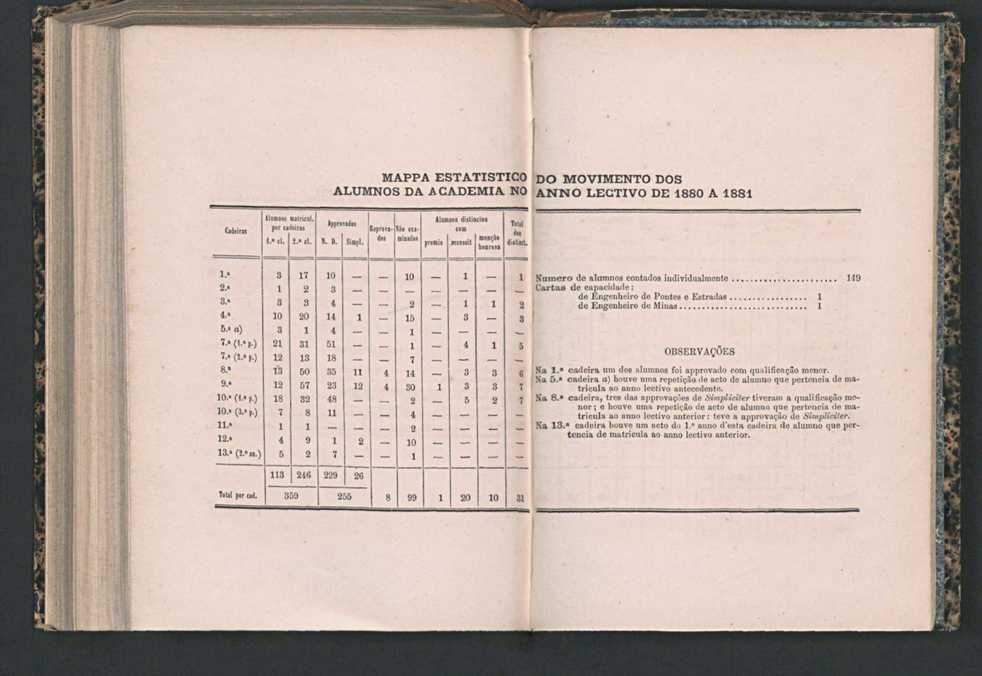 MAPPA ESTATISTICO DO MOVIMENTO DOS
ALUMNOS DA ACADEMIA NO ANNO LECTIVO DE 1880 A 1881
Cadeiras | Alumnos matricul. por cadeiras | Approvados | Reprovados | Não examinados | Alumnos distinctos com | Total dos distinct.
1.ª cl. | 2.ª cl. | N. D. | Simpl. | premio | accessit | menção honrosa
1.ª 3 17 10 — — 10 — 1 — 1
2.ª 1 2 3 — — — — — — —
3.ª 3 3 4 — — 2 — 1 1 2
4.ª 10 20 14 1 — 15 — 3 — 3
5.ª a) 3 1 4 — — 1 — — — —
7.ª (1.ª p.) 21 31 51 — — 1 — 4 1 5
7.ª (2.ª p.) 12 13 18 — — 7 — — — —
8.ª 13 50 35 11 4 14 — 3 3 6
9.ª 12 57 23 12 4 30 1 3 3 7
10.ª (1.ª p.) 18 32 48 — — 2 — 5 2 7
10.ª (3.ª p.) 7 8 11 — — 4 — — — —
11.ª 1 1 — — — 2 — — — —
12.ª 4 9 1 2 — 10 — — — —
13.ª (2.º an.) 5 2 7 — — 1 — — — —
113 246 229 26
Total por cad. 359 255 8 99 1 20 10 31
Numero de alumnos contados individualmente ...................... 149
Cartas de capacidade:
de Engenheiro de Pontes e Estradas ................. 1
de Engenheiro de Minas ........................... 1
OBSERVAÇÕES
Na 1.ª cadeira um dos alumnos foi approvado com qualificação menor.
Na 5.ª cadeira a) houve uma repetição de acto de alumno que pertencia de ma-
tricula ao anno lectivo antecedente.
Na 8.ª cadeira, tres das approvações de Simpliciter tiveram a qualificação me-
nor; e houve uma repetição de acto de alumno que pertencia de ma-
tricula ao anno lectivo anterior: teve a approvação de Simpliciter.
Na 13.ª cadeira houve um acto do 1.º anno d'esta cadeira de alumno que per-
tencia de matricula ao anno lectivo anterior.